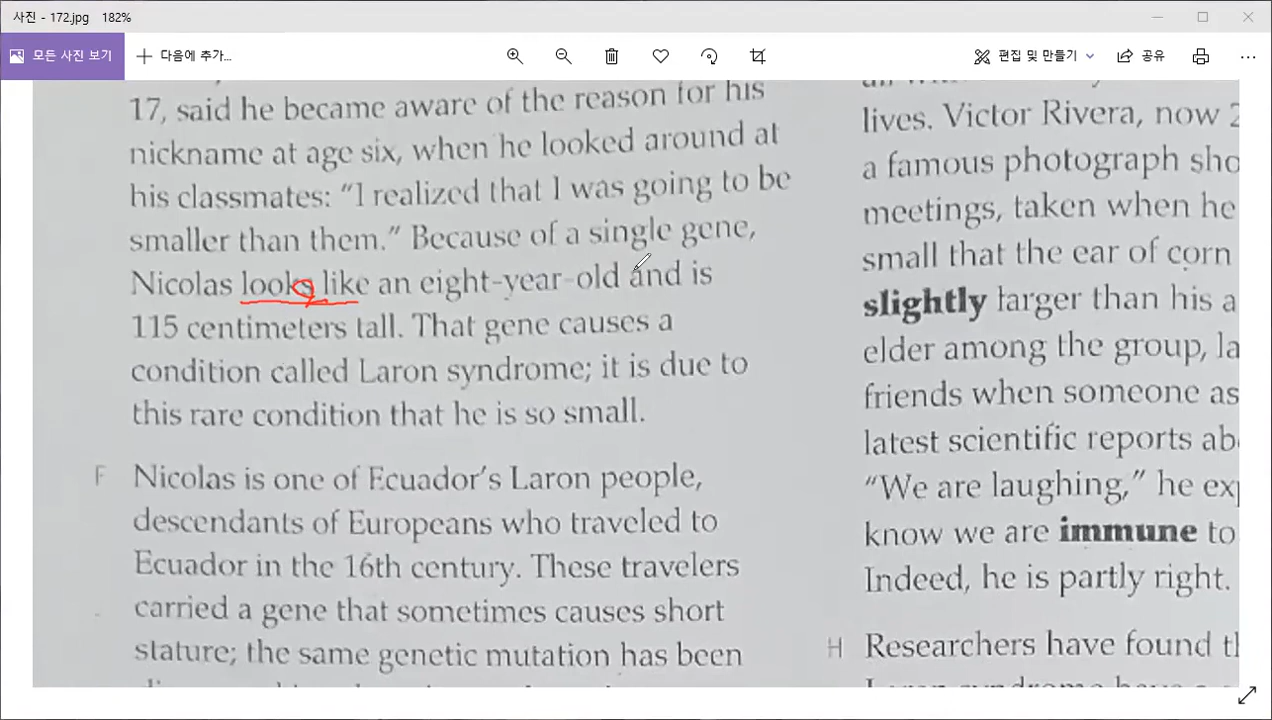 사진 - 172.jpg 182%
모든 사진 보기
다음에 추가...
편집 및 만들기
공유
17, said he became aware of the reason for his
nickname at age six, when he looked around at
his classmates: “I realized that I was going to be
smaller than them.” Because of a single gene,
Nicolas looks like an eight-year-old and is
115 centimeters tall. That gene causes a
condition called Laron syndrome; it is due to
this rare condition that he is so small.
F Nicolas is one of Ecuador’s Laron people,
descendants of Europeans who traveled to
Ecuador in the 16th century. These travelers
carried a gene that sometimes causes short
stature; the same genetic mutation has been
lives. Victor Rivera, now 2
a famous photograph sho
meetings, taken when he
small that the ear of corn
slightly larger than his a
elder among the group, la
friends when someone as
latest scientific reports ab
“We are laughing,” he exp
know we are immune to
Indeed, he is partly right.
H Researchers have found th